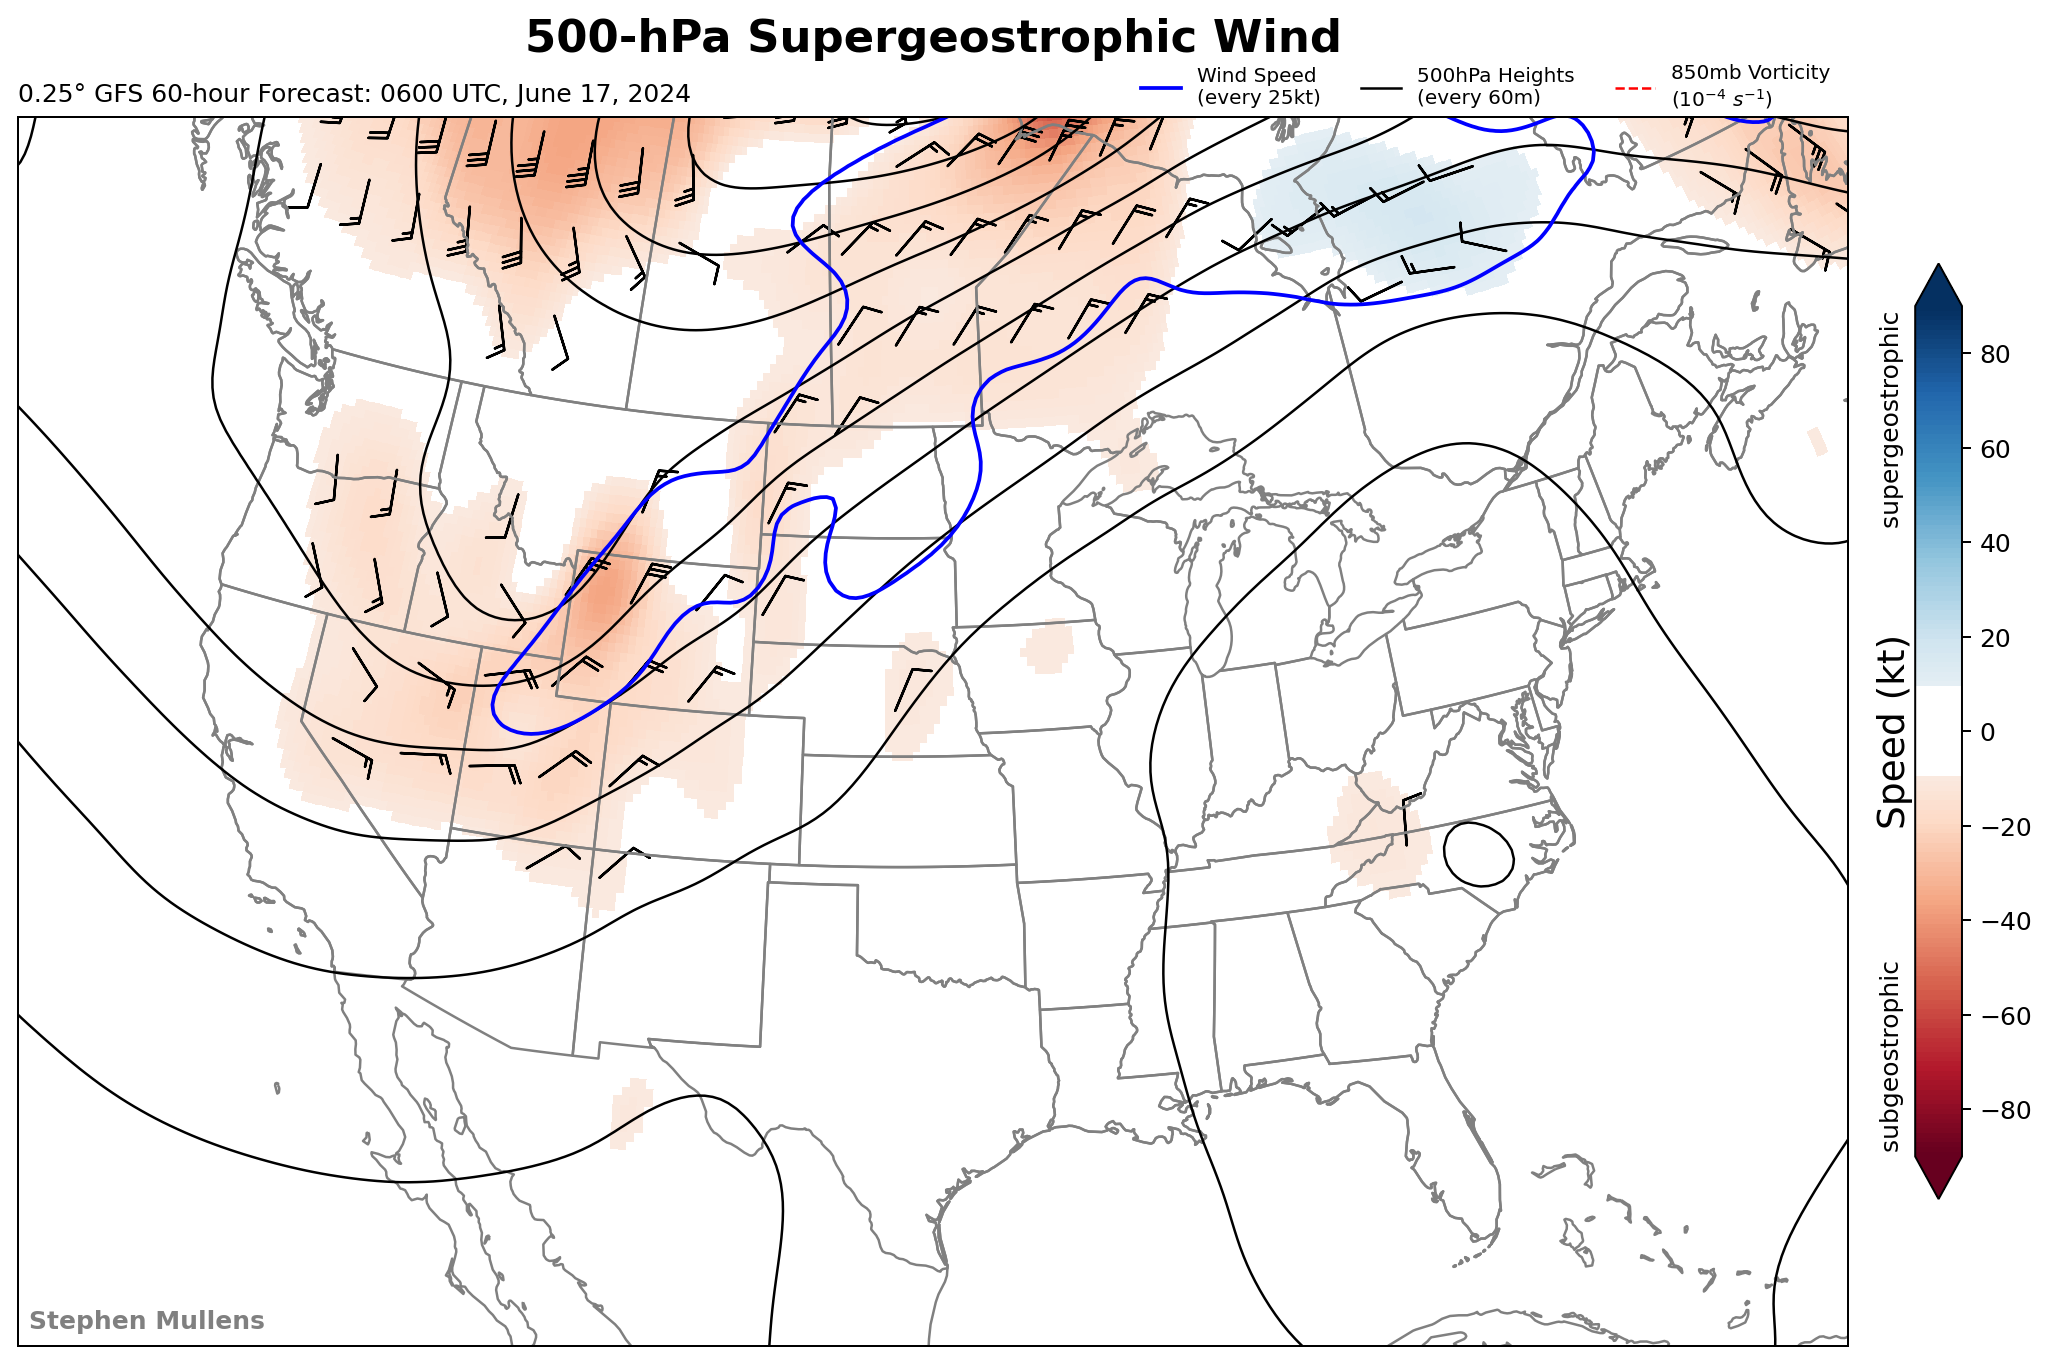 500-hPa Supergeostrophic Wind
0.25° GFS 60-hour Forecast: 0600 UTC, June 17, 2024
Wind Speed
(every 25kt)
500hPa Heights
(every 60m)
850mb Vorticity
(10⁻⁴ s⁻¹)
supergeostrophic
Speed (kt)
subgeostrophic
80
60
40
20
0
−20
−40
−60
−80
Stephen Mullens